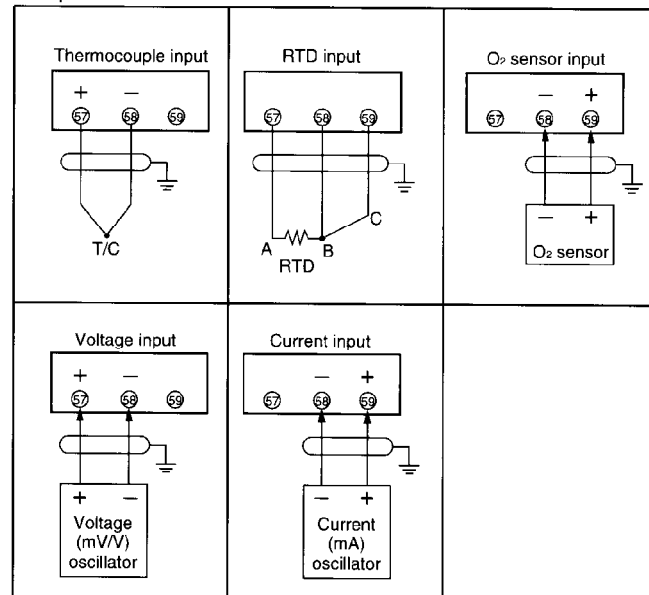 Thermocouple input
+ −
57 58 59
T/C
RTD input
57 58 59
A B C
RTD
O₂ sensor input
− +
57 58 59
− +
O₂ sensor
Voltage input
+ −
57 58 59
+ −
Voltage
(mV/V)
oscillator
Current input
− +
57 58 59
− +
Current
(mA)
oscillator